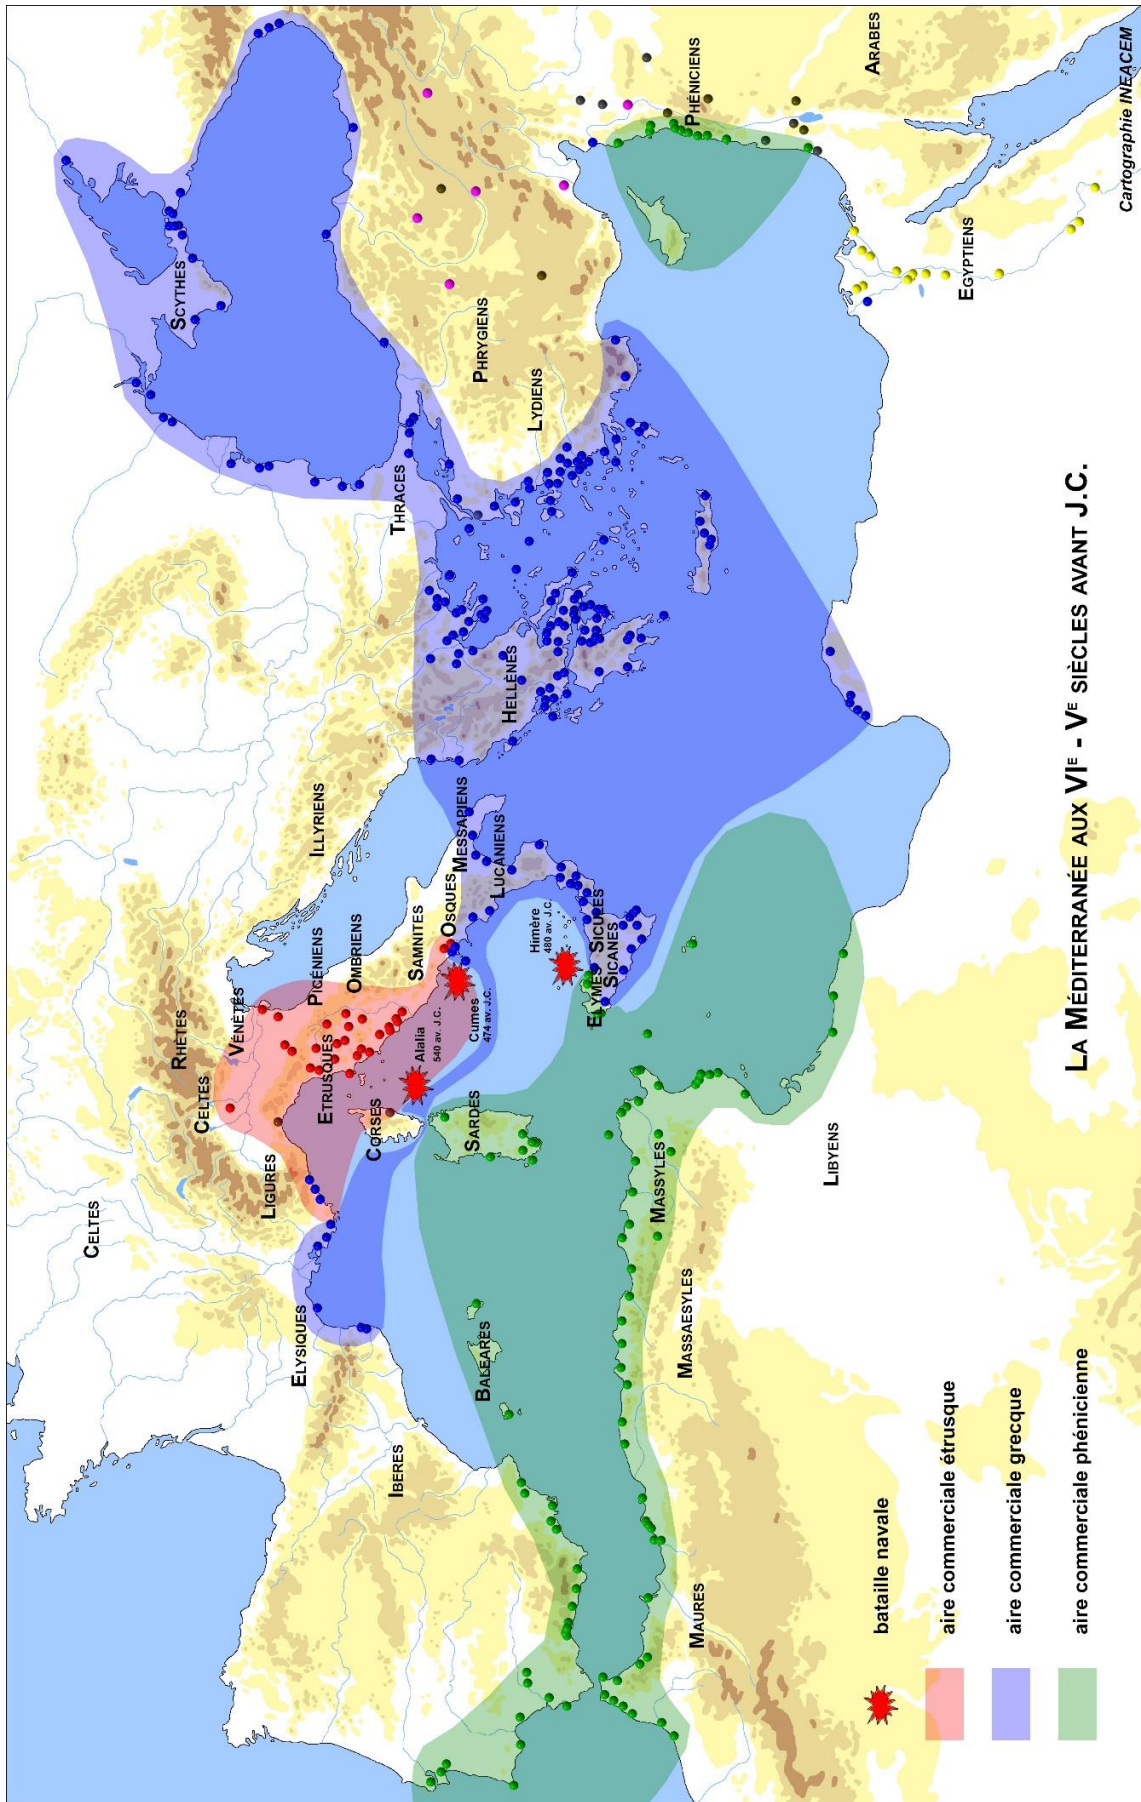 CELTES
CELTES
RHÈTES
VÉNÈTES
LIGURES
ELYSIQUES
IBÈRES
ETRUSQUES
PICÉNIENS
OMBRIENS
ILLYRIENS
SAMNITES
OSQUES
MESSAPIENS
LUCANIENS
CORSES
SARDES
BALEARES
Alalia
540 av. J.C.
Cumes
474 av. J.C.
Himère
480 av. J.C.
ELYMES
SICULES
SICANES
HELLÈNES
THRACES
SCYTHES
PHRYGIENS
LYDIENS
PHÉNICIENS
ARABES
EGYPTIENS
MAURES
MASSAESYLES
MASSYLES
LIBYENS
bataille navale
aire commerciale étrusque
aire commerciale grecque
aire commerciale phénicienne
LA MÉDITERRANÉE AUX VIE - VE SIÈCLES AVANT J.C.
Cartographie INEACEM